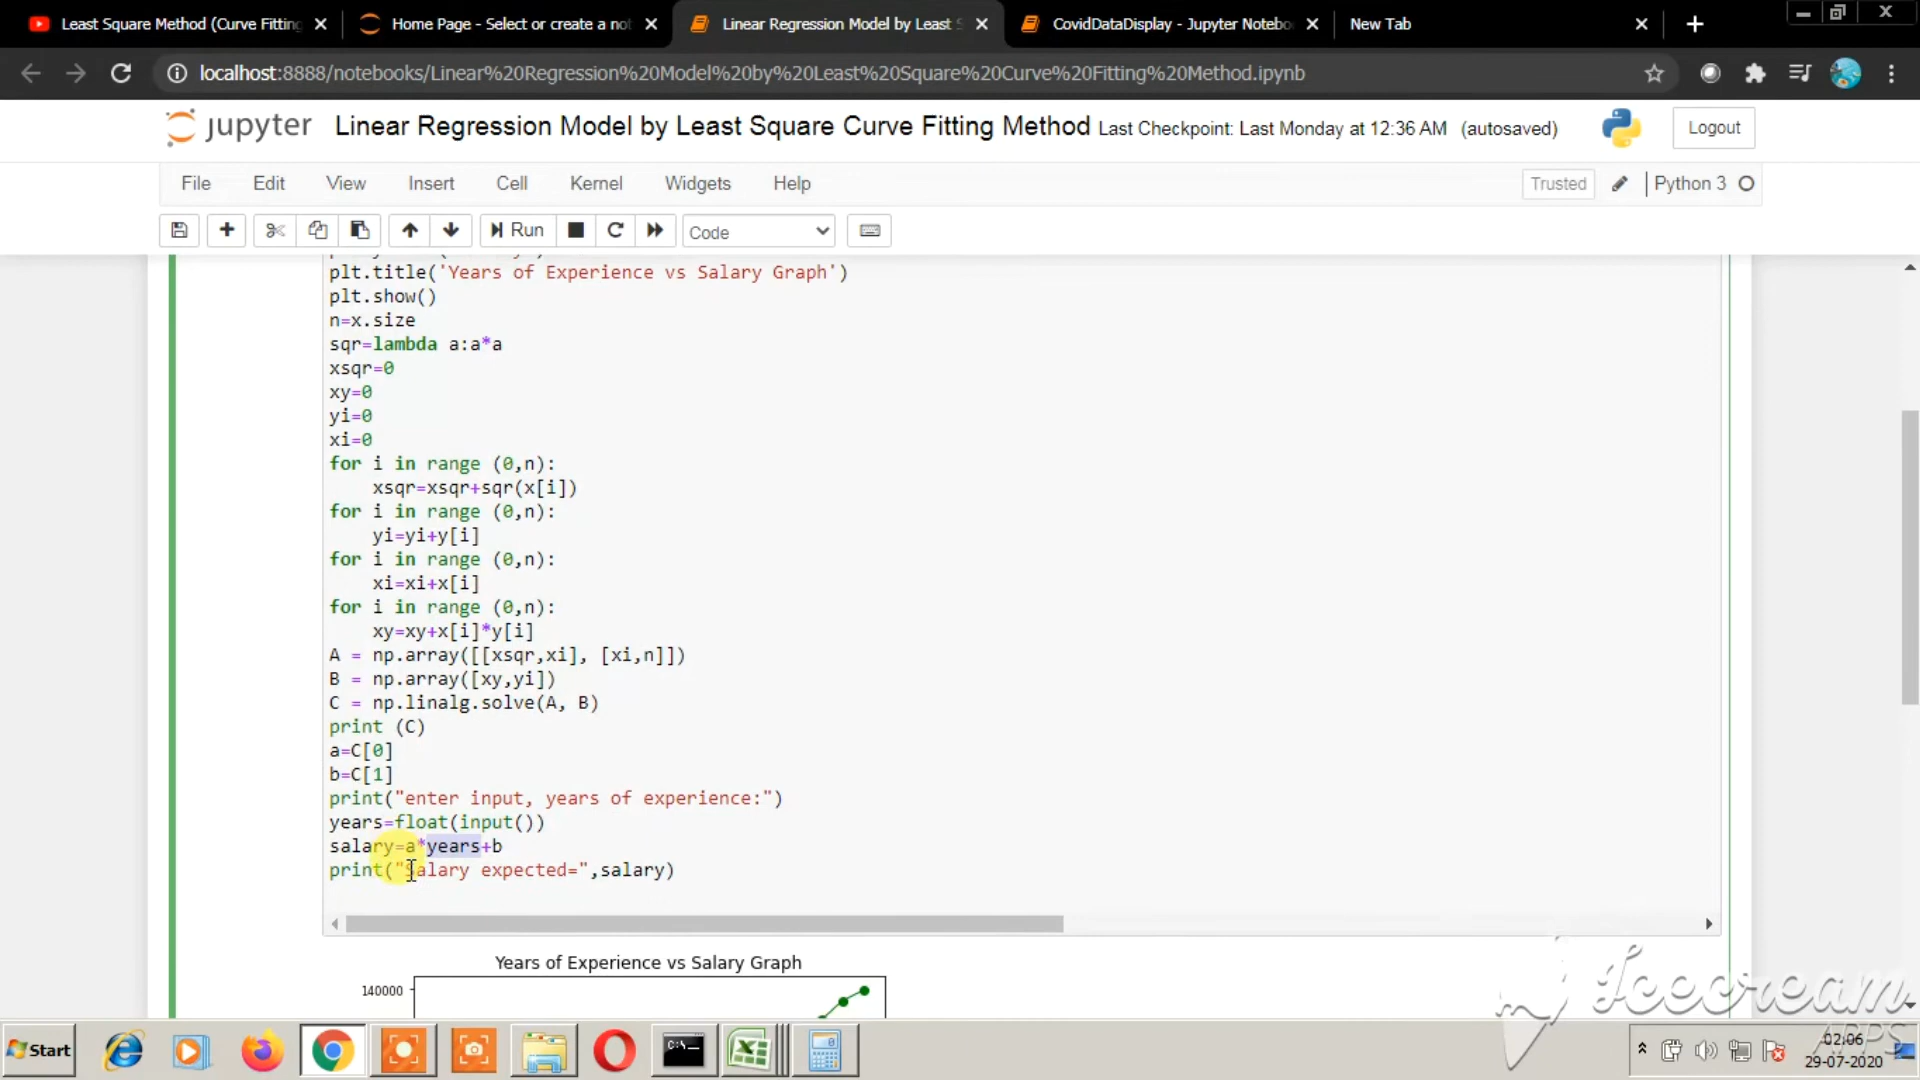 Least Square Method (Curve Fitting
Home Page - Select or create a not
Linear Regression Model by Least S
CovidDataDisplay - Jupyter Notebo
New Tab
localhost:8888/notebooks/Linear%20Regression%20Model%20by%20Least%20Square%20Curve%20Fitting%20Method.ipynb
jupyter Linear Regression Model by Least Square Curve Fitting Method Last Checkpoint: Last Monday at 12:36 AM (autosaved)
Logout
File Edit View Insert Cell Kernel Widgets Help
Trusted Python 3
Run Code
plt.title('Years of Experience vs Salary Graph')
plt.show()
n=x.size
sqr=lambda a:a*a
xsqr=0
xy=0
yi=0
xi=0
for i in range (0,n):
    xsqr=xsqr+sqr(x[i])
for i in range (0,n):
    yi=yi+y[i]
for i in range (0,n):
    xi=xi+x[i]
for i in range (0,n):
    xy=xy+x[i]*y[i]
A = np.array([[xsqr,xi], [xi,n]])
B = np.array([xy,yi])
C = np.linalg.solve(A, B)
print (C)
a=C[0]
b=C[1]
print("enter input, years of experience:")
years=float(input())
salary=a*years+b
print("Salary expected=",salary)
Years of Experience vs Salary Graph
140000
Icecream
APPS
Start
C:\_
02:06
29-07-2020